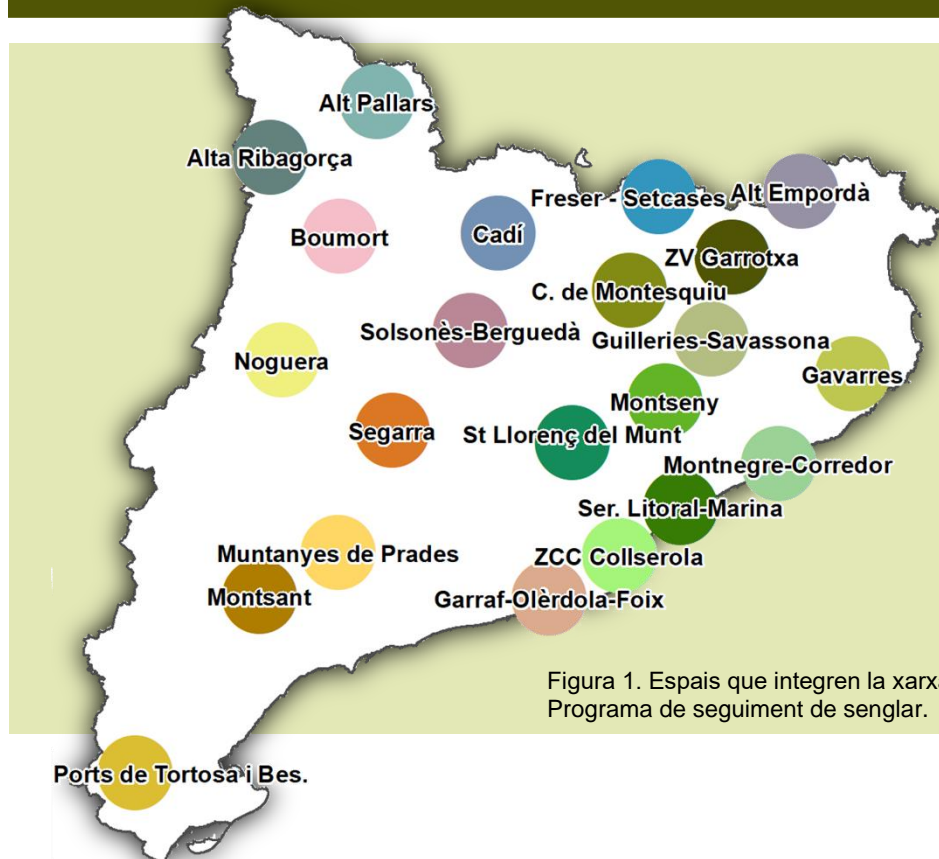 Alt Pallars
Alta Ribagorça
Freser - Setcases
Alt Empordà
Boumort
Cadí
ZV Garrotxa
C. de Montesquiu
Solsonès-Berguedà
Guilleries-Savassona
Noguera
Gavarres
Montseny
Segarra
St Llorenç del Munt
Montnegre-Corredor
Ser. Litoral-Marina
Muntanyes de Prades
ZCC Collserola
Montsant
Garraf-Olèrdola-Foix
Figura 1. Espais que integren la
Programa de seguiment de senglar.
Ports de Tortosa i Bes.